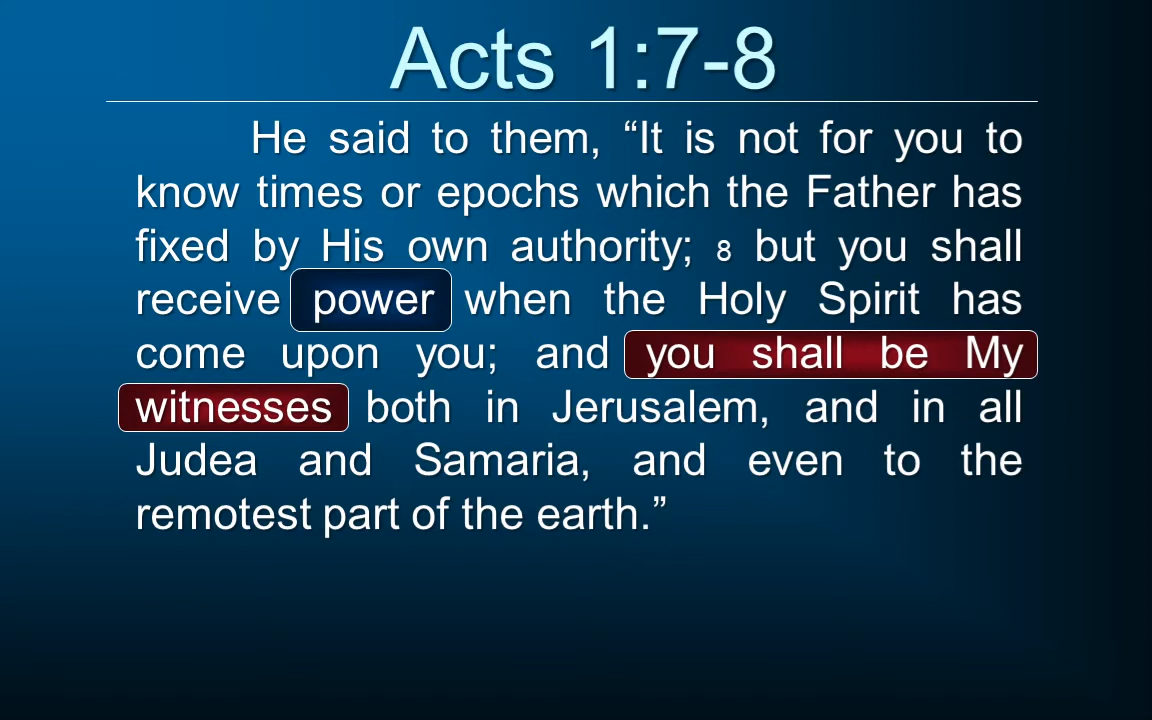 Acts 1:7-8
He said to them, “It is not for you to
know times or epochs which the Father has
fixed by His own authority; 8 but you shall
receive power when the Holy Spirit has
come upon you; and you shall be My
witnesses both in Jerusalem, and in all
Judea and Samaria, and even to the
remotest part of the earth.”